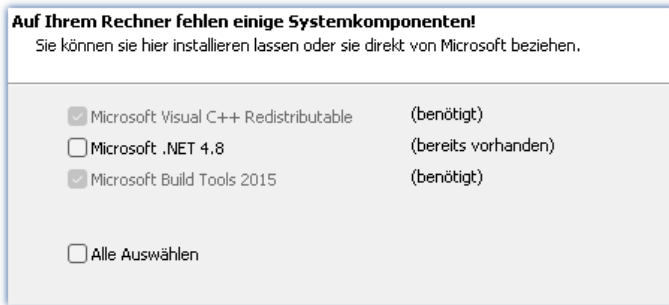 Auf Ihrem Rechner fehlen einige Systemkomponenten!
Sie können sie hier installieren lassen oder sie direkt von Microsoft beziehen.
Microsoft Visual C++ Redistributable (benötigt)
Microsoft .NET 4.8 (bereits vorhanden)
Microsoft Build Tools 2015 (benötigt)
Alle Auswählen